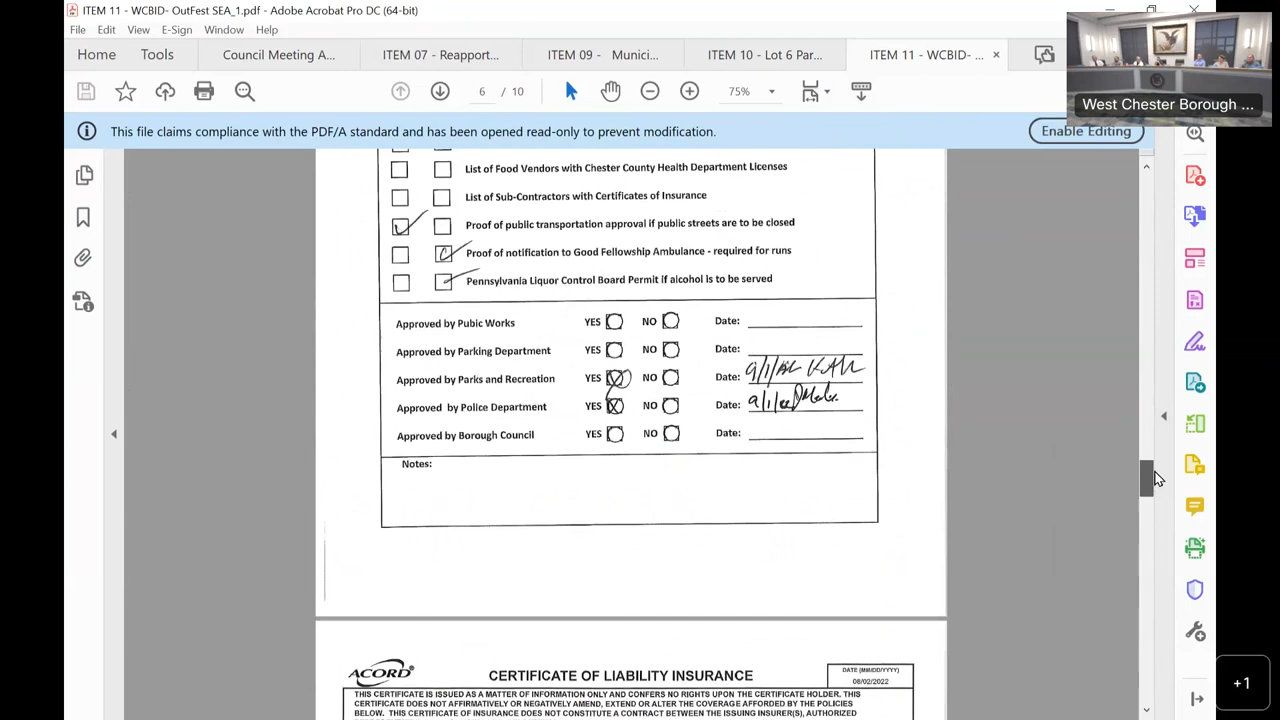 ITEM 11 - WCBID- OutFest SEA_1.pdf - Adobe Acrobat Pro DC (64-bit)
File Edit View E-Sign Window Help
Home Tools Council Meeting A... ITEM 07 - Reapport... ITEM 09 - Munici... ITEM 10 - Lot 6 Par... ITEM 11 - WCBID- ... ×
West Chester Borough ...
6 / 10 75%
This file claims compliance with the PDF/A standard and has been opened read-only to prevent modification. Enable Editing
List of Food Vendors with Chester County Health Department Licenses
List of Sub-Contractors with Certificates of Insurance
Proof of public transportation approval if public streets are to be closed
Proof of notification to Good Fellowship Ambulance - required for runs
Pennsylvania Liquor Control Board Permit if alcohol is to be served
Approved by Pubic Works YES NO Date:
Approved by Parking Department YES NO Date:
Approved by Parks and Recreation YES NO Date:
Approved by Police Department YES NO Date:
Approved by Borough Council YES NO Date:
Notes:
ACORD CERTIFICATE OF LIABILITY INSURANCE DATE (MM/DD/YYYY)
08/02/2022
THIS CERTIFICATE IS ISSUED AS A MATTER OF INFORMATION ONLY AND CONFERS NO RIGHTS UPON THE CERTIFICATE HOLDER. THIS
CERTIFICATE DOES NOT AFFIRMATIVELY OR NEGATIVELY AMEND, EXTEND OR ALTER THE COVERAGE AFFORDED BY THE POLICIES
BELOW. THIS CERTIFICATE OF INSURANCE DOES NOT CONSTITUTE A CONTRACT BETWEEN THE ISSUING INSURER(S), AUTHORIZED
+1